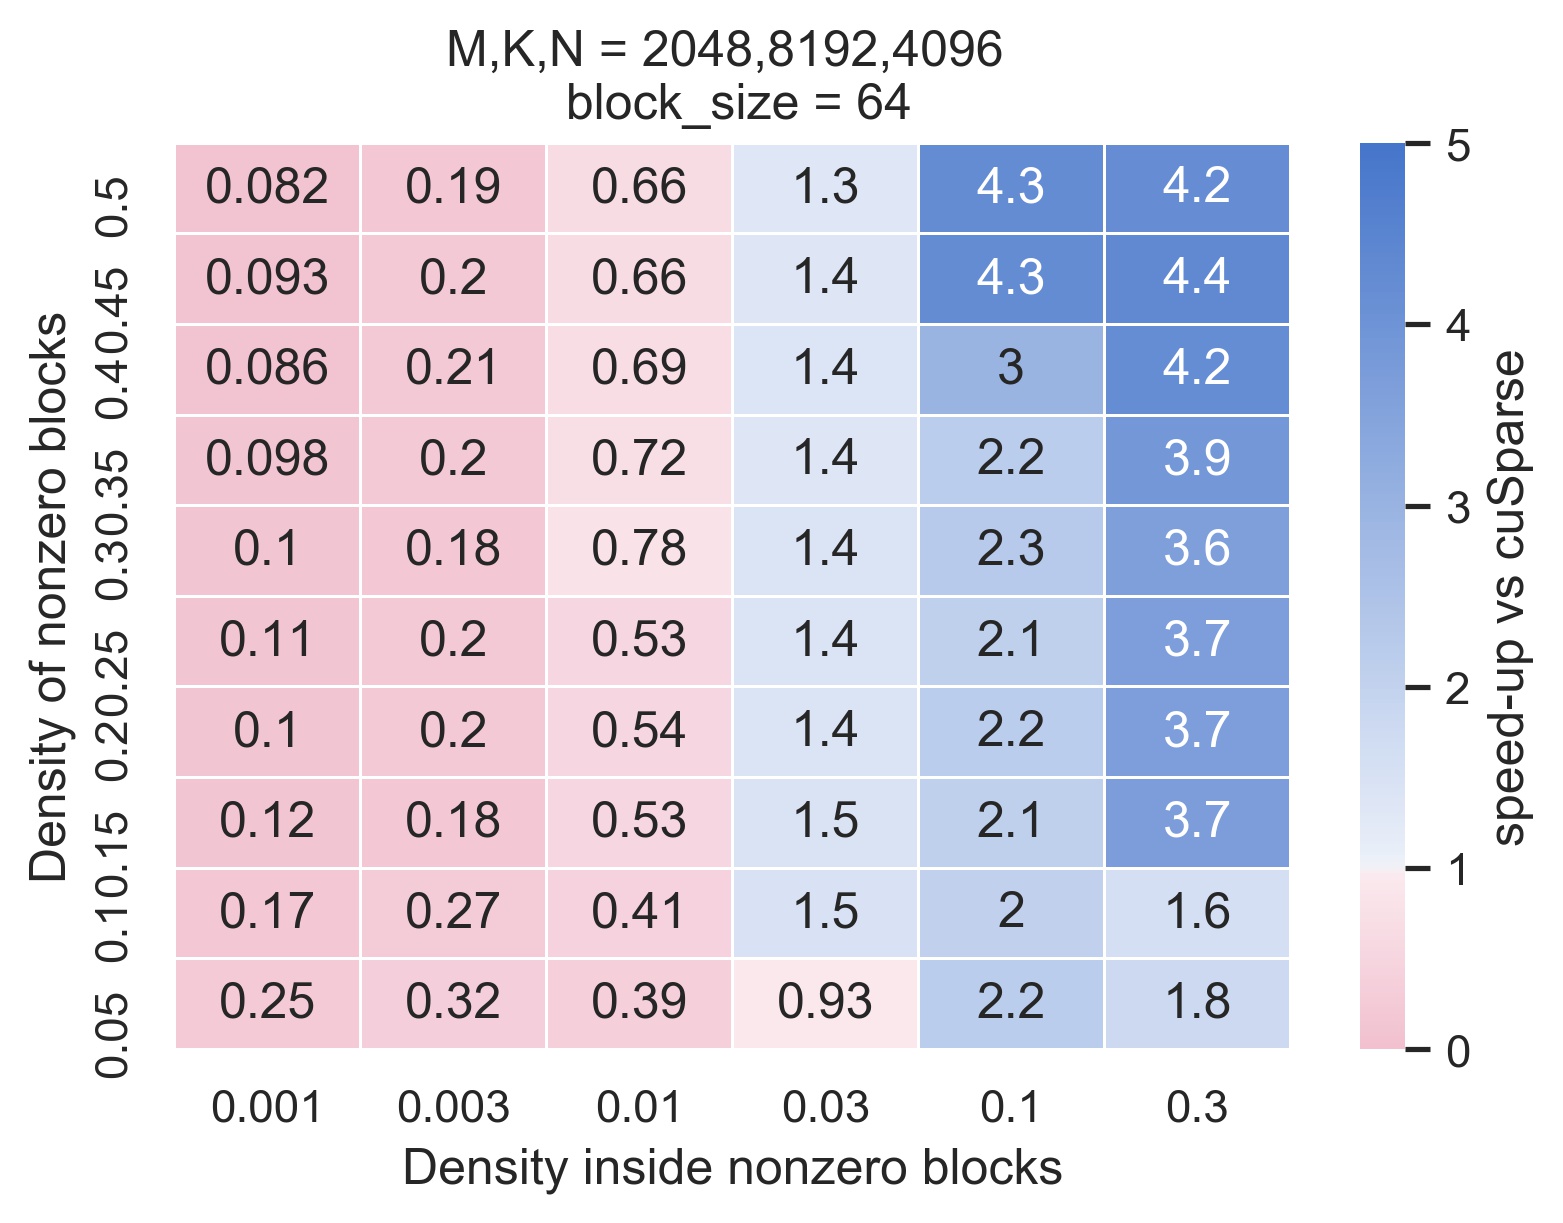 M,K,N = 2048,8192,4096
block_size = 64
Density of nonzero blocks
0.5 0.082 0.19 0.66 1.3 4.3 4.2
0.45 0.093 0.2 0.66 1.4 4.3 4.4
0.4 0.086 0.21 0.69 1.4 3 4.2
0.35 0.098 0.2 0.72 1.4 2.2 3.9
0.3 0.1 0.18 0.78 1.4 2.3 3.6
0.25 0.11 0.2 0.53 1.4 2.1 3.7
0.2 0.1 0.2 0.54 1.4 2.2 3.7
0.15 0.12 0.18 0.53 1.5 2.1 3.7
0.1 0.17 0.27 0.41 1.5 2 1.6
0.05 0.25 0.32 0.39 0.93 2.2 1.8
0.001 0.003 0.01 0.03 0.1 0.3
Density inside nonzero blocks
5
4
3
2
1
0
speed-up vs cuSparse